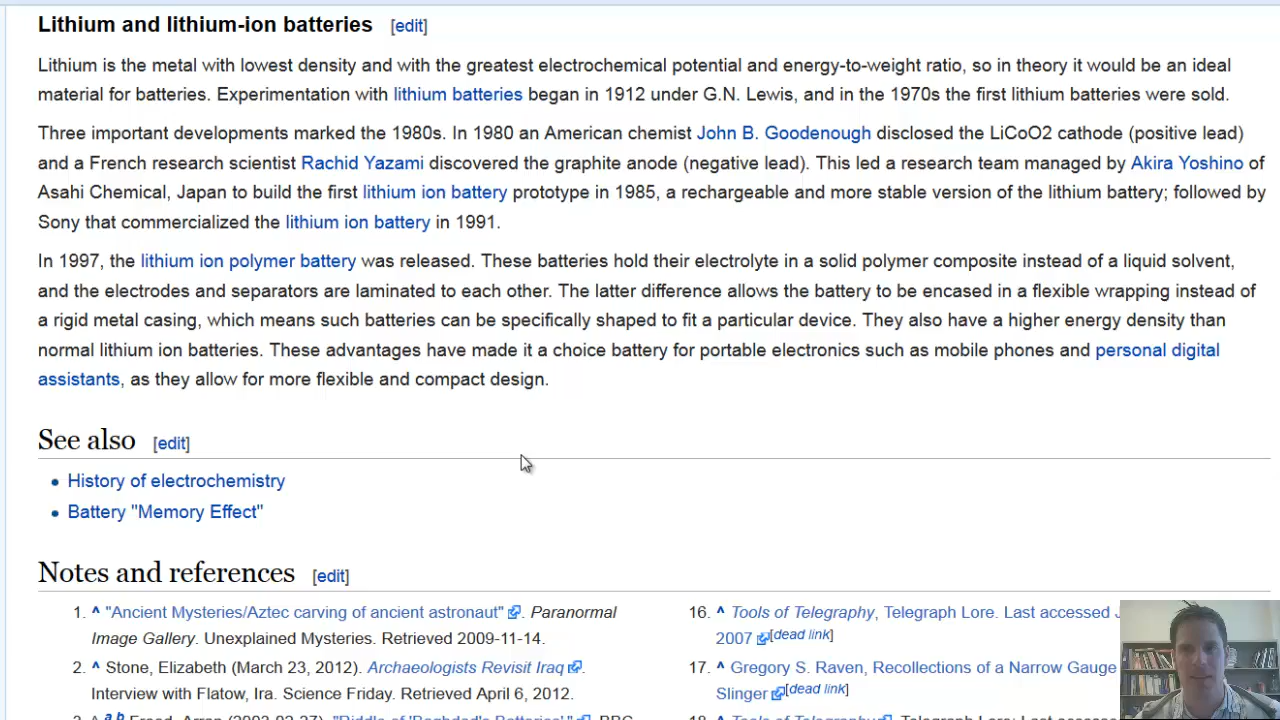 Lithium and lithium-ion batteries [edit]
Lithium is the metal with lowest density and with the greatest electrochemical potential and energy-to-weight ratio, so in theory it would be an ideal
material for batteries. Experimentation with lithium batteries began in 1912 under G.N. Lewis, and in the 1970s the first lithium batteries were sold.
Three important developments marked the 1980s. In 1980 an American chemist John B. Goodenough disclosed the LiCoO2 cathode (positive lead)
and a French research scientist Rachid Yazami discovered the graphite anode (negative lead). This led a research team managed by Akira Yoshino of
Asahi Chemical, Japan to build the first lithium ion battery prototype in 1985, a rechargeable and more stable version of the lithium battery; followed by
Sony that commercialized the lithium ion battery in 1991.
In 1997, the lithium ion polymer battery was released. These batteries hold their electrolyte in a solid polymer composite instead of a liquid solvent,
and the electrodes and separators are laminated to each other. The latter difference allows the battery to be encased in a flexible wrapping instead of
a rigid metal casing, which means such batteries can be specifically shaped to fit a particular device. They also have a higher energy density than
normal lithium ion batteries. These advantages have made it a choice battery for portable electronics such as mobile phones and personal digital
assistants, as they allow for more flexible and compact design.
See also [edit]
• History of electrochemistry
• Battery "Memory Effect"
Notes and references [edit]
1. ^ "Ancient Mysteries/Aztec carving of ancient astronaut". Paranormal
Image Gallery. Unexplained Mysteries. Retrieved 2009-11-14.
2. ^ Stone, Elizabeth (March 23, 2012). Archaeologists Revisit Iraq.
Interview with Flatow, Ira. Science Friday. Retrieved April 6, 2012.
16. ^ Tools of Telegraphy, Telegraph Lore. Last accessed
2007 [dead link]
17. ^ Gregory S. Raven, Recollections of a Narrow Gauge
Slinger [dead link]